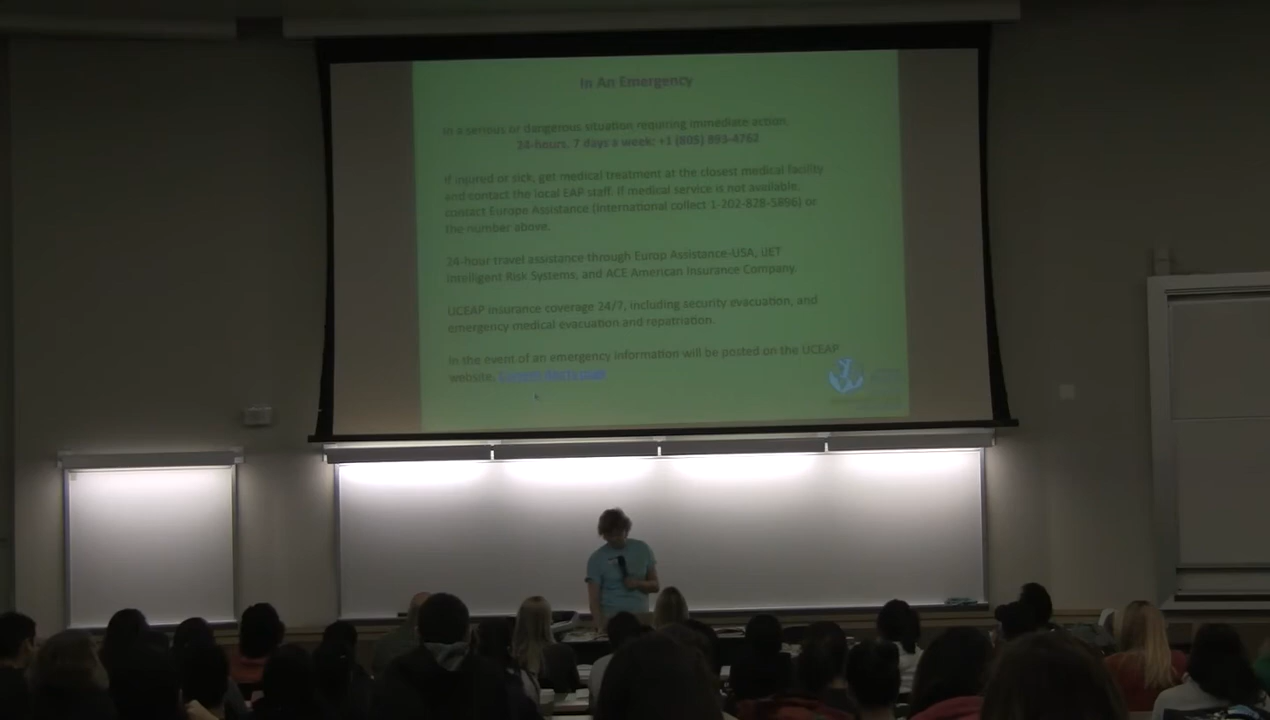 In An Emergency
In a serious or dangerous situation requiring immediate action,
24-hours, 7 days a week: +1 (805) 893-4762
If injured or sick, get medical treatment at the closest medical facility
and contact the local EAP staff. If medical service is not available,
contact Europe Assistance (International collect 1-202-828-5896) or
the number above.
24-hour travel assistance through Europ Assistance-USA, iJET
Intelligent Risk Systems, and ACE American Insurance Company.
UCEAP insurance coverage 24/7, including security evacuation, and
emergency medical evacuation and repatriation.
In the event of an emergency information will be posted on the UCEAP
website.